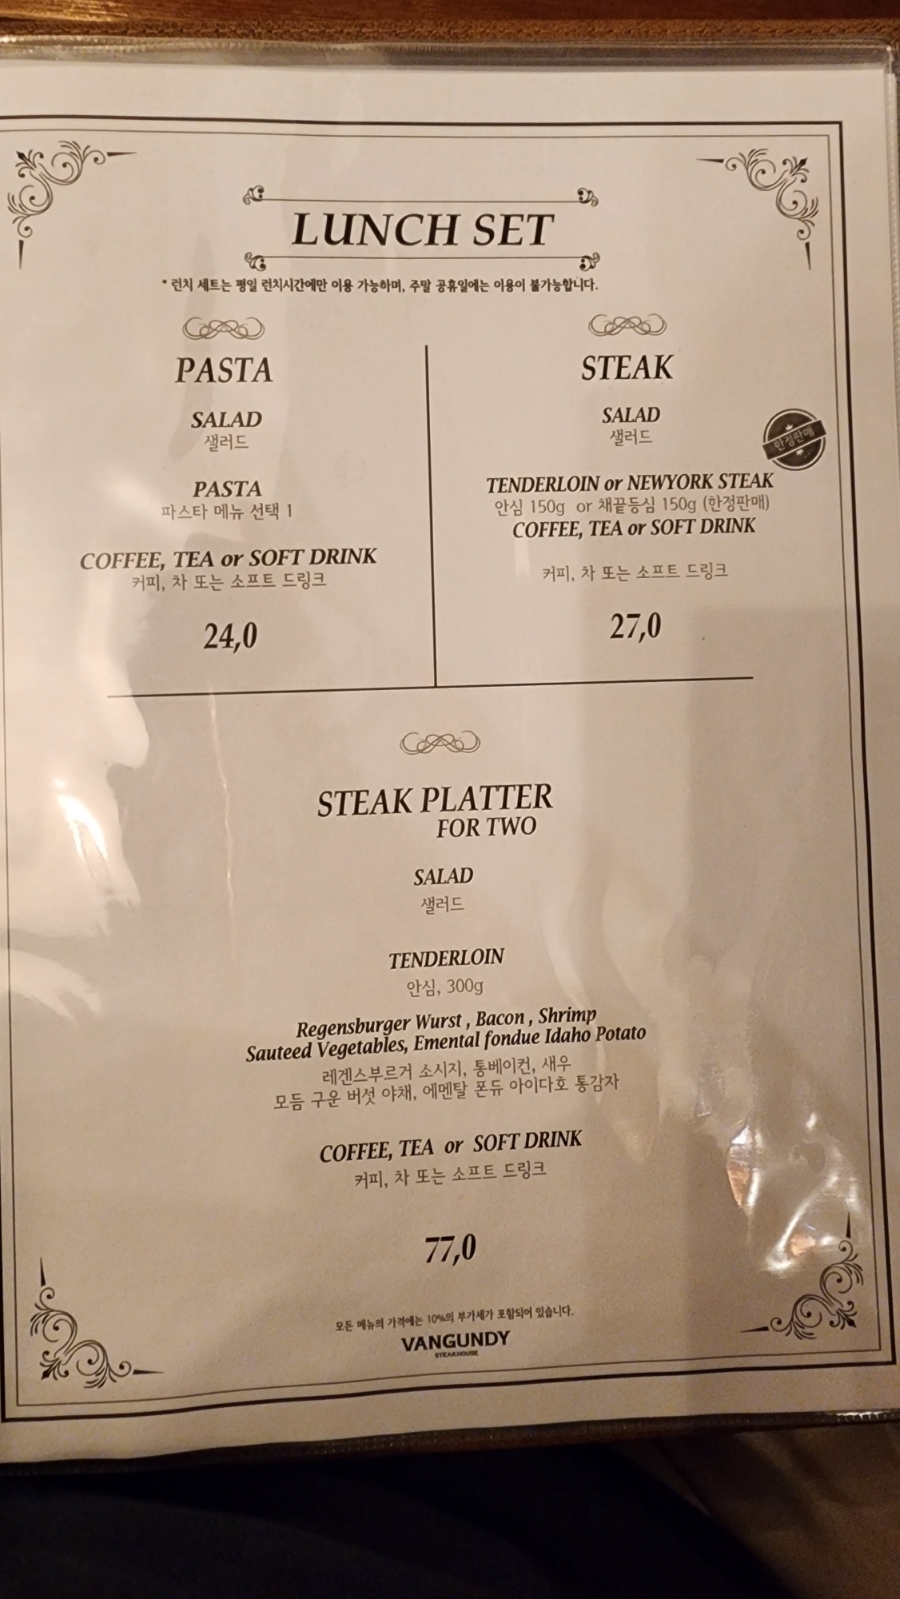 LUNCH SET
* 런치 세트는 평일 런치시간에만 이용 가능하며, 주말 공휴일에는 이용이 불가능합니다.
PASTA
SALAD
샐러드
PASTA
파스타 메뉴 선택 1
COFFEE, TEA or SOFT DRINK
커피, 차 또는 소프트 드링크
24,0
STEAK
SALAD
샐러드
한정판매
TENDERLOIN or NEWYORK STEAK
안심 150g or 채끝등심 150g (한정판매)
COFFEE, TEA or SOFT DRINK
커피, 차 또는 소프트 드링크
27,0
STEAK PLATTER
FOR TWO
SALAD
샐러드
TENDERLOIN
안심, 300g
Regensburger Wurst , Bacon , Shrimp
Sauteed Vegetables, Emental fondue Idaho Potato
레겐스부르거 소시지, 통베이컨, 새우
모듬 구운 버섯 야채, 에멘탈 폰듀 아이다호 통감자
COFFEE, TEA or SOFT DRINK
커피, 차 또는 소프트 드링크
77,0
모든 메뉴의 가격에는 10%의 부가세가 포함되어 있습니다.
VANGUNDY
STEAKHOUSE